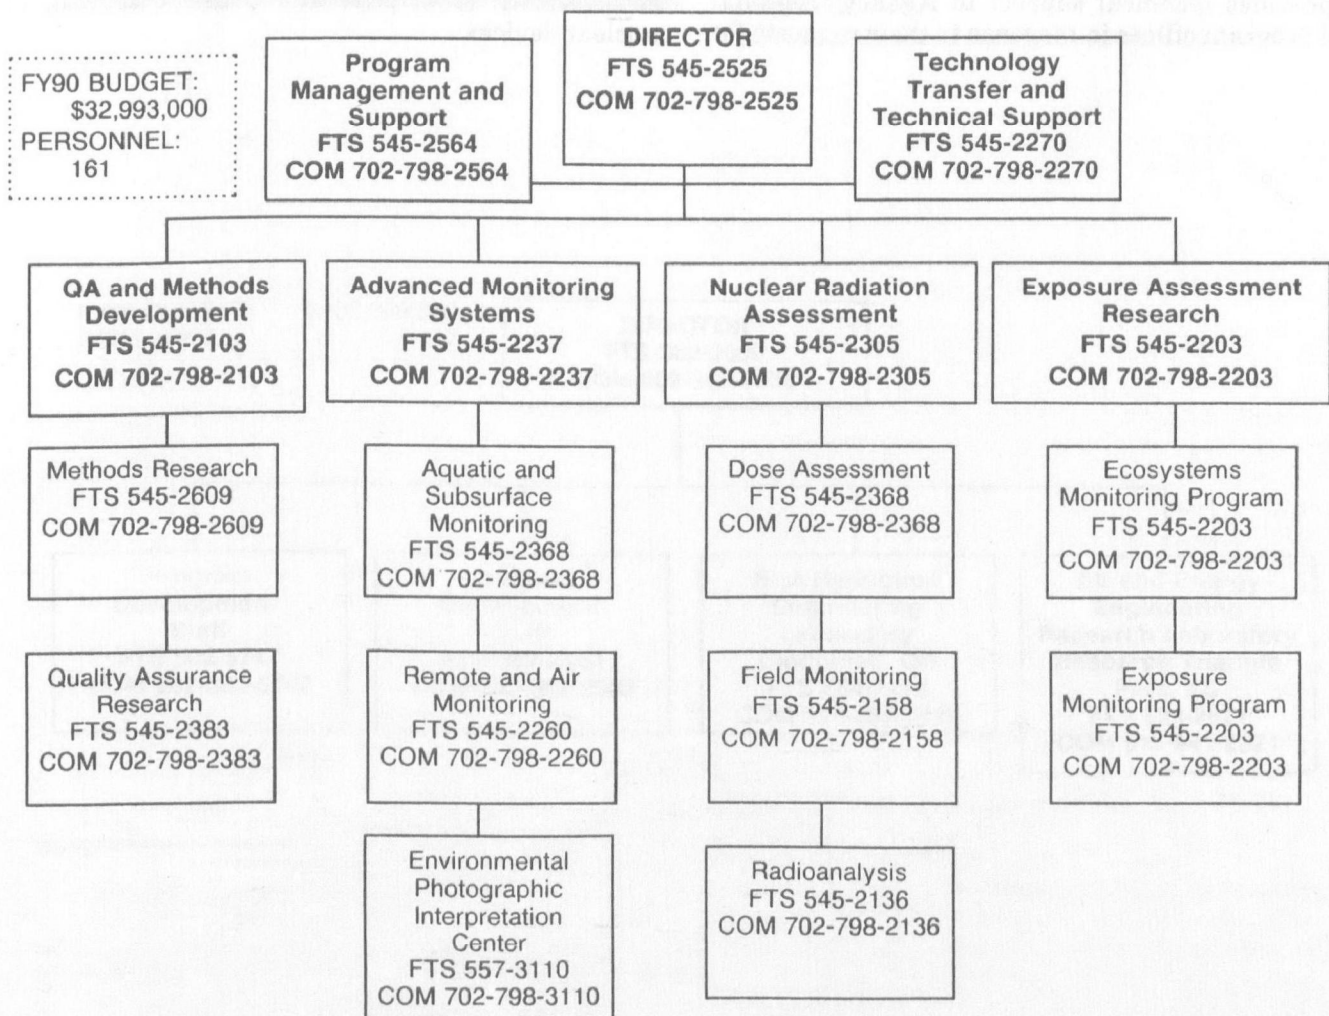 provide technical support to Agency
DIRECTOR
FTS 545-2525
COM 702-798-2525
Program
Management and
Support
FTS 545-2564
COM 702-798-2564
Technology
Transfer and
Technical Support
FTS 545-2270
COM 702-798-2270
FY90 BUDGET:
$32,993,000
PERSONNEL:
161
QA and Methods
Development
FTS 545-2103
COM 702-798-2103
Advanced Monitoring
Systems
FTS 545-2237
COM 702-798-2237
Nuclear Radiation
Assessment
FTS 545-2305
COM 702-798-2305
Exposure Assessment
Research
FTS 545-2203
COM 702-798-2203
Methods Research
FTS 545-2609
COM 702-798-2609
Aquatic and
Subsurface
Monitoring
FTS 545-2368
COM 702-798-2368
Dose Assessment
FTS 545-2368
COM 702-798-2368
Ecosystems
Monitoring Program
FTS 545-2203
COM 702-798-2203
Quality Assurance
Research
FTS 545-2383
COM 702-798-2383
Remote and Air
Monitoring
FTS 545-2260
COM 702-798-2260
Field Monitoring
FTS 545-2158
COM 702-798-2158
Exposure
Monitoring Program
FTS 545-2203
COM 702-798-2203
Environmental
Photographic
Interpretation
Center
FTS 557-3110
COM 702-798-3110
Radioanalysis
FTS 545-2136
COM 702-798-2136